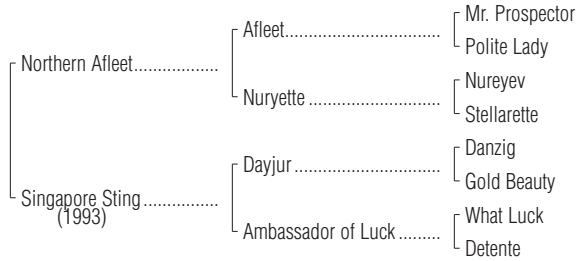 Mr. Prospector
Afleet
Polite Lady
Northern Afleet
Nureyev
Nuryette
Stellarette
Danzig
Dayjur
Gold Beauty
Singapore Sting
(1993)
What Luck
Ambassador of Luck
Detente